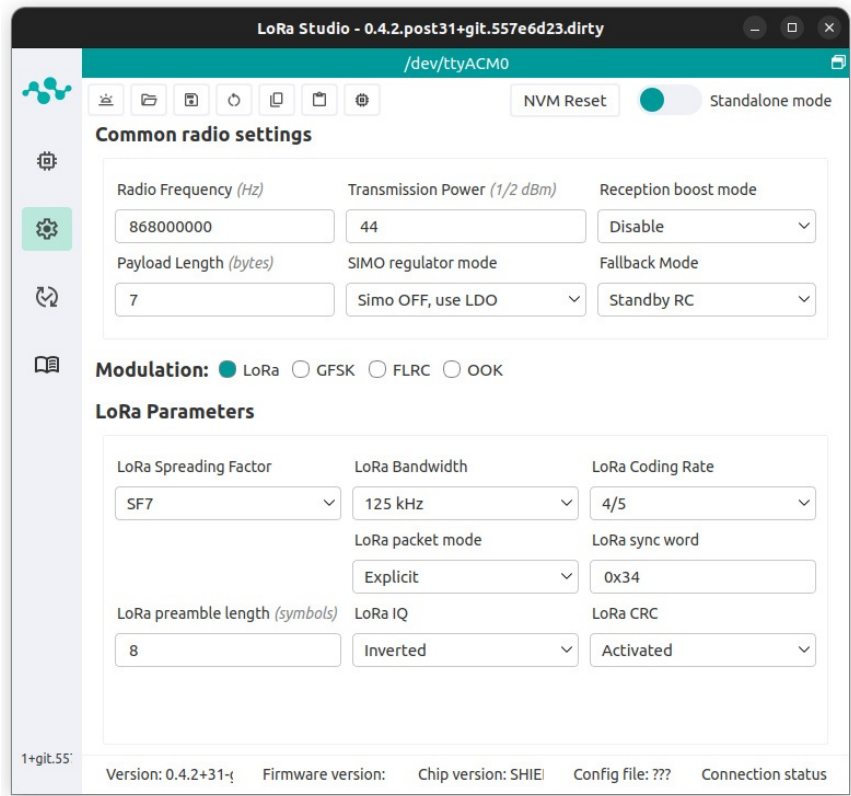 LoRa Studio - 0.4.2.post31+git.557e6d23.dirty
/dev/ttyACM0
NVM Reset Standalone mode
Common radio settings
Radio Frequency (Hz) Transmission Power (1/2 dBm) Reception boost mode
868000000 44 Disable
Payload Length (bytes) SIMO regulator mode Fallback Mode
7 Simo OFF, use LDO Standby RC
Modulation: LoRa GFSK FLRC OOK
LoRa Parameters
LoRa Spreading Factor LoRa Bandwidth LoRa Coding Rate
SF7 125 kHz 4/5
LoRa packet mode LoRa sync word
Explicit 0x34
LoRa preamble length (symbols) LoRa IQ LoRa CRC
8 Inverted Activated
1+git.557
Version: 0.4.2+31-g Firmware version: Chip version: SHIE Config file: ??? Connection status